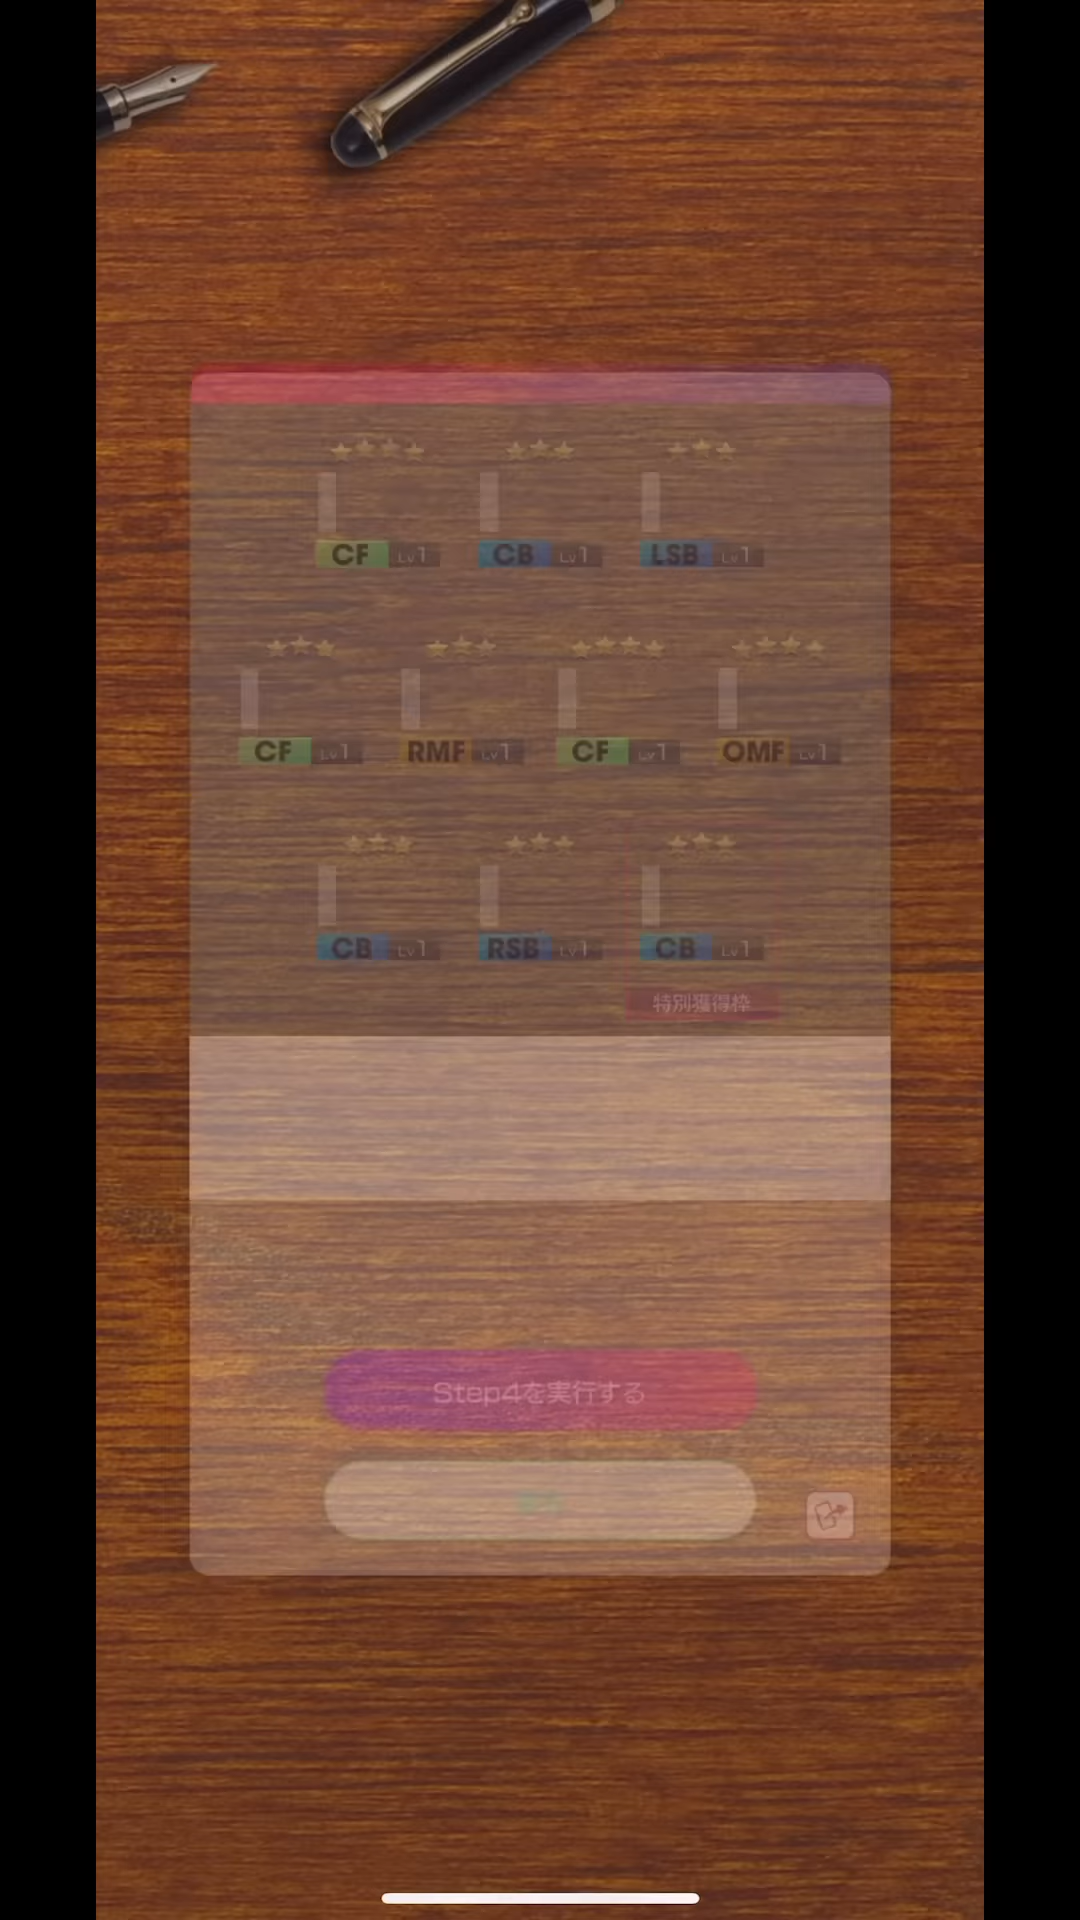 CF Lv1 CB Lv1 LSB Lv1
CF Lv1 RMF Lv1 CF Lv1 OMF Lv1
CB Lv1 RSB Lv1 CB Lv1
特別獲得枠
Step4を実行する